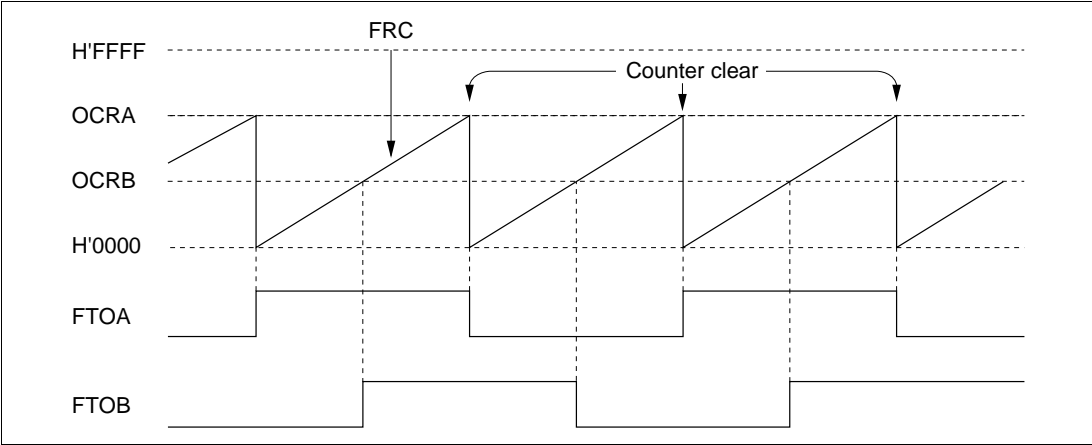 FRC
H'FFFF
Counter clear
OCRA
OCRB
H'0000
FTOA
FTOB